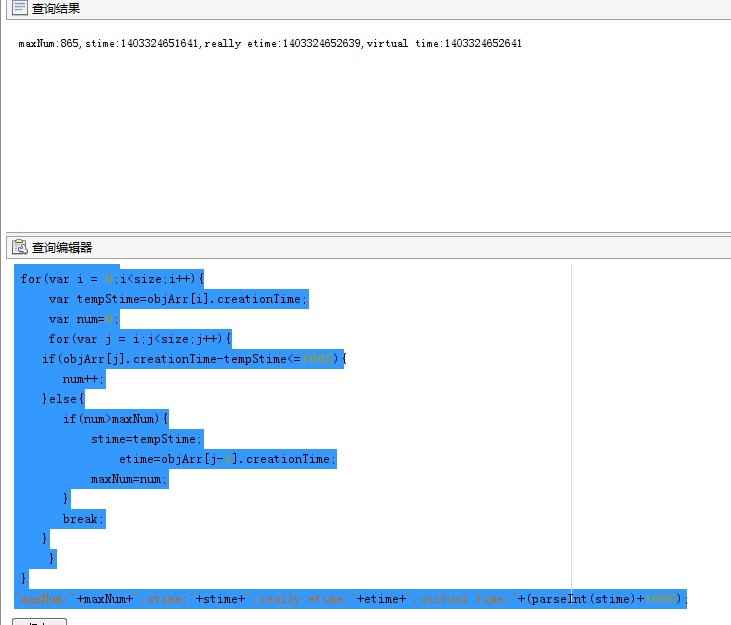 查询结果
maxNum:865,stime:1403324651641,really etime:1403324652639,virtual time:1403324652641
查询编辑器
for(var i = 0;i<size;i++){
var tempStime=objArr[i].creationTime;
var num=0;
for(var j = i;j<size;j++){
if(objArr[j].creationTime-tempStime<=1000){
num++;
}else{
if(num>maxNum){
stime=tempStime;
etime=objArr[j-1].creationTime;
maxNum=num;
}
break;
}
}
}
"maxNum:"+maxNum+",stime:"+stime+",really etime:"+etime+",virtual time:"+(parseInt(stime)+1000);